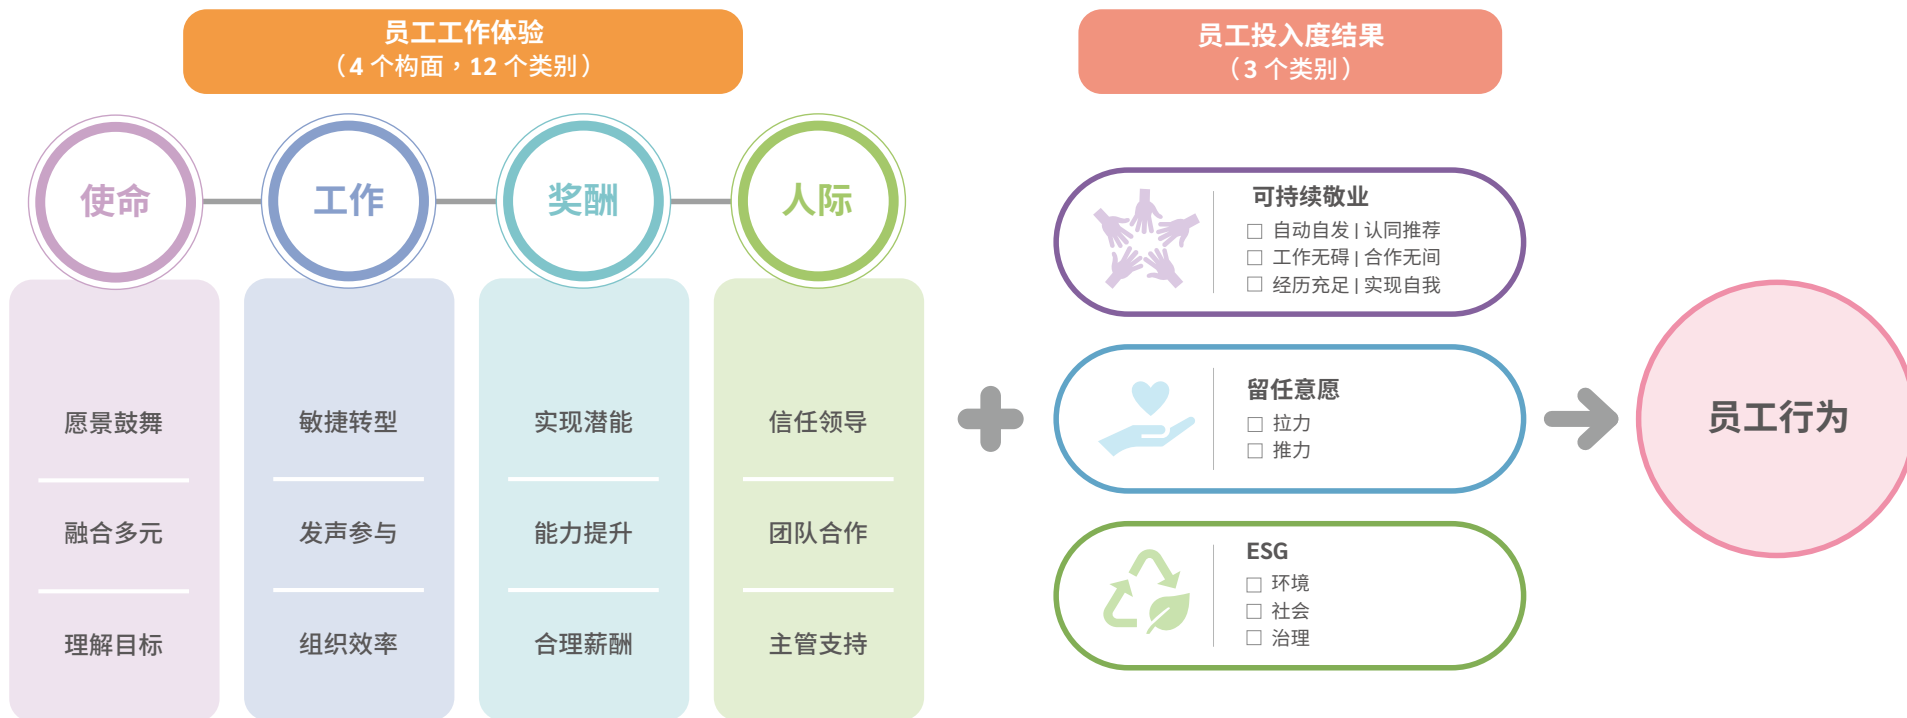 员工工作体验
（4 个构面，12 个类别）
使命
工作
奖酬
人际
愿景鼓舞
融合多元
理解目标
敏捷转型
发声参与
组织效率
实现潜能
能力提升
合理薪酬
信任领导
团队合作
主管支持
员工投入度结果
（3 个类别）
可持续敬业
□ 自动自发 | 认同推荐
□ 工作无碍 | 合作无间
□ 经历充足 | 实现自我
留任意愿
□ 拉力
□ 推力
ESG
□ 环境
□ 社会
□ 治理
员工行为